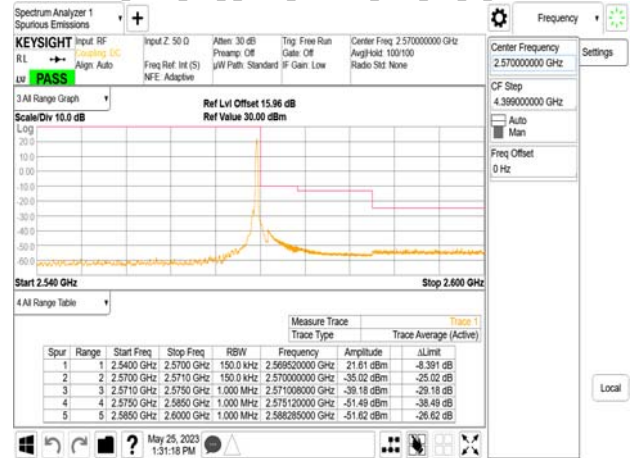 Spectrum Analyzer 1
Spurious Emissions
Frequency
KEYSIGHT
Input: RF
Coupling: DC
Align: Auto
Input Z: 50 Ω
Freq Ref: Int (S)
NFE: Adaptive
Atten: 30 dB
Preamp: Off
µW Path: Standard
Trig: Free Run
Gate: Off
IF Gain: Low
Center Freq: 2.570000000 GHz
Avg|Hold: 100/100
Radio Std: None
RL
LV PASS
Center Frequency
2.570000000 GHz
Settings
CF Step
4.399000000 GHz
Auto
Man
Freq Offset
0 Hz
Local
3 All Range Graph
Ref Lvl Offset 15.96 dB
Scale/Div 10.0 dB
Ref Value 30.00 dBm
Log
20.0
10.0
0.00
-10.0
-20.0
-30.0
-40.0
-50.0
-60.0
Start 2.540 GHz
Stop 2.600 GHz
4 All Range Table
Measure Trace Trace 1
Trace Type Trace Average (Active)
Spur Range Start Freq Stop Freq RBW Frequency Amplitude ΔLimit
1 1 2.5400 GHz 2.5700 GHz 150.0 kHz 2.569520000 GHz 21.61 dBm -8.391 dB
2 2 2.5700 GHz 2.5710 GHz 150.0 kHz 2.570000000 GHz -35.02 dBm -25.02 dB
3 3 2.5710 GHz 2.5750 GHz 1.000 MHz 2.571008000 GHz -39.18 dBm -29.18 dB
4 4 2.5750 GHz 2.5850 GHz 1.000 MHz 2.575120000 GHz -51.49 dBm -38.49 dB
5 5 2.5850 GHz 2.6000 GHz 1.000 MHz 2.588285000 GHz -51.62 dBm -26.62 dB
May 25, 2023
1:31:18 PM